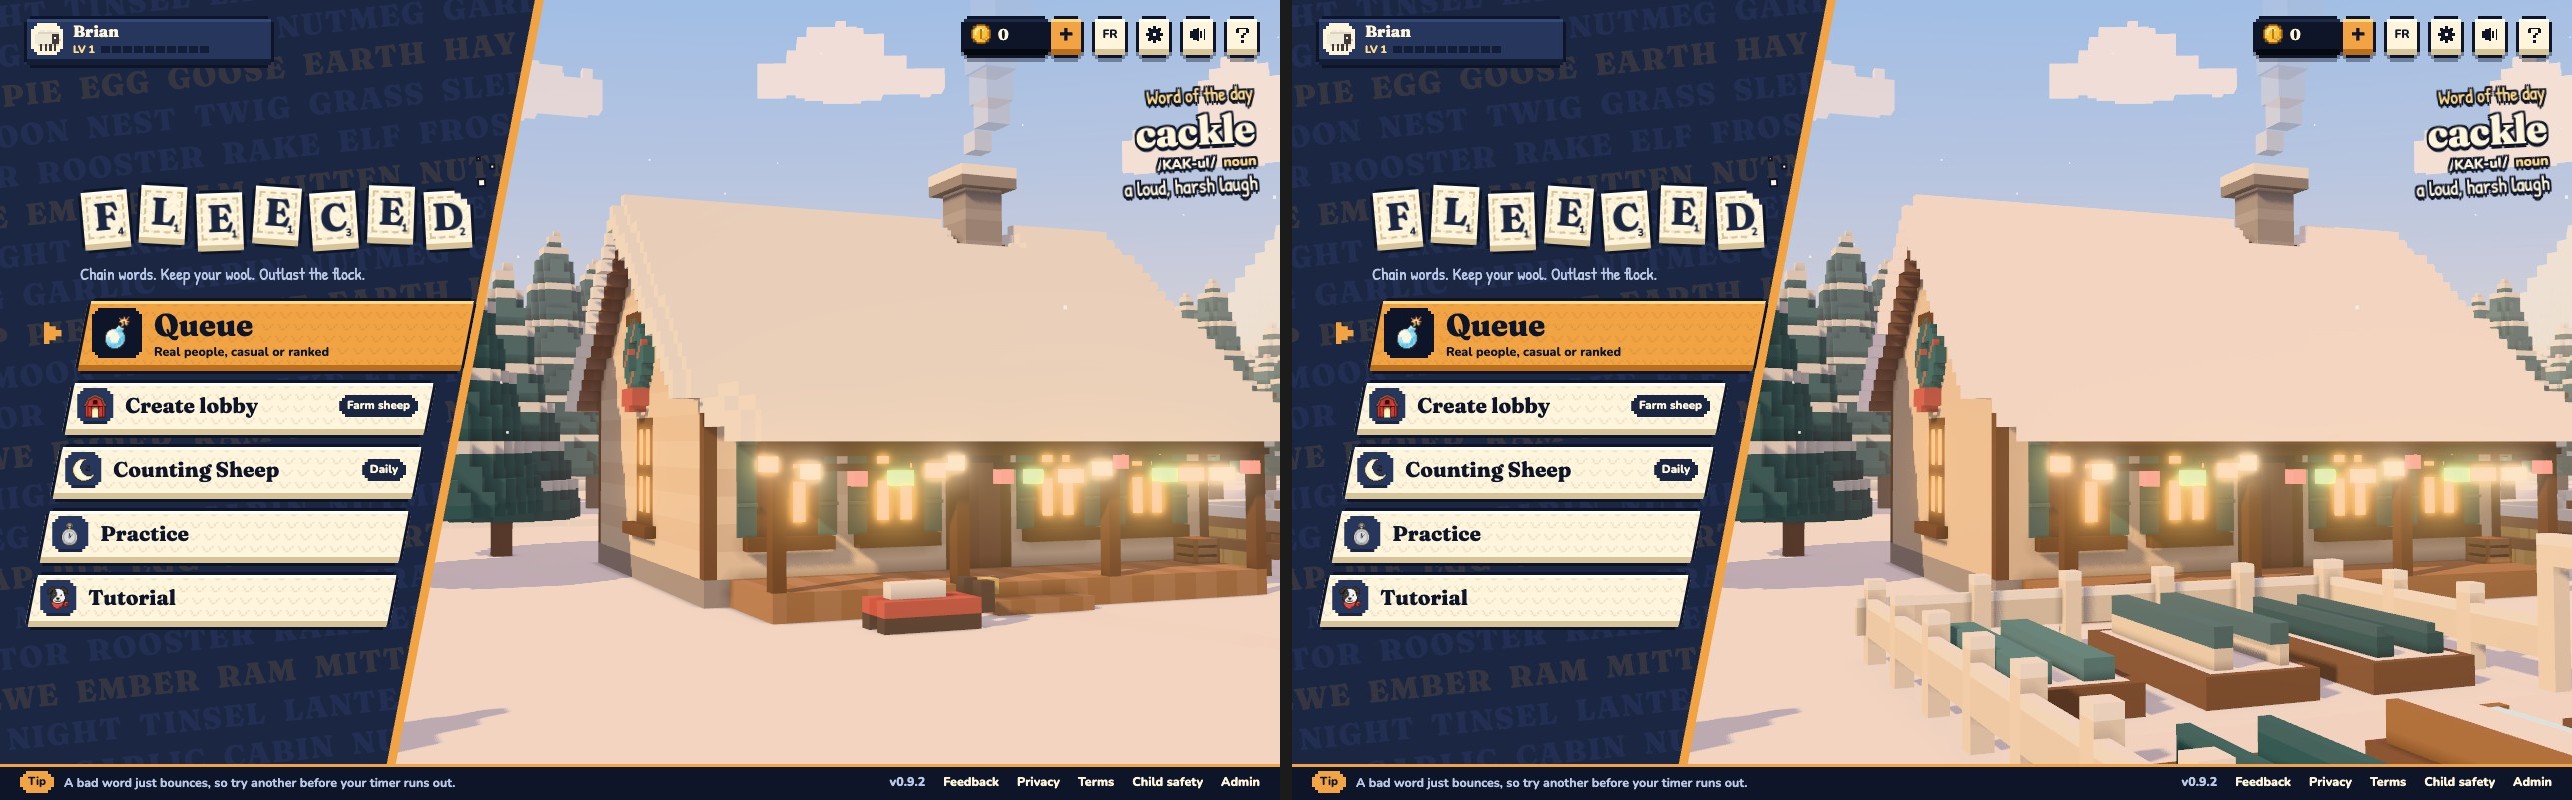 Brian
LV 1
0
+
FR
?
Word of the day
cackle
/KAK-ul/ noun
a loud, harsh laugh
FLEECED
Chain words. Keep your wool. Outlast the flock.
Queue
Real people, casual or ranked
Create lobby
Farm sheep
Counting Sheep
Daily
Practice
Tutorial
Tip
A bad word just bounces, so try another before your timer runs out.
v0.9.2 Feedback Privacy Terms Child safety Admin
Brian
LV 1
0
+
FR
?
Word of the day
cackle
/KAK-ul/ noun
a loud, harsh laugh
FLEECED
Chain words. Keep your wool. Outlast the flock.
Queue
Real people, casual or ranked
Create lobby
Farm sheep
Counting Sheep
Daily
Practice
Tutorial
Tip
A bad word just bounces, so try another before your timer runs out.
v0.9.2 Feedback Privacy Terms Child safety Admin